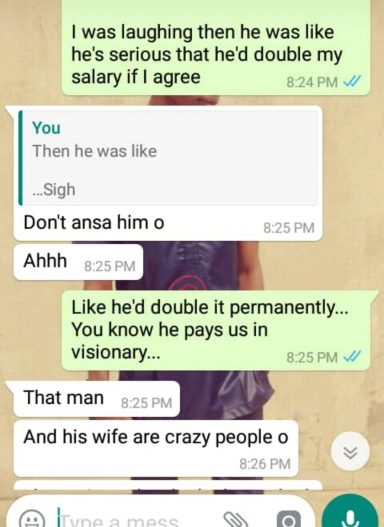 I was laughing then he was like
he's serious that he'd double my
salary if I agree
8:24 PM
You
Then he was like
...Sigh
Don't ansa him o
8:25 PM
Ahhh
8:25 PM
Like he'd double it permanently...
You know he pays us in
visionary...
8:25 PM
That man
8:25 PM
And his wife are crazy people o
8:26 PM
Type a mess